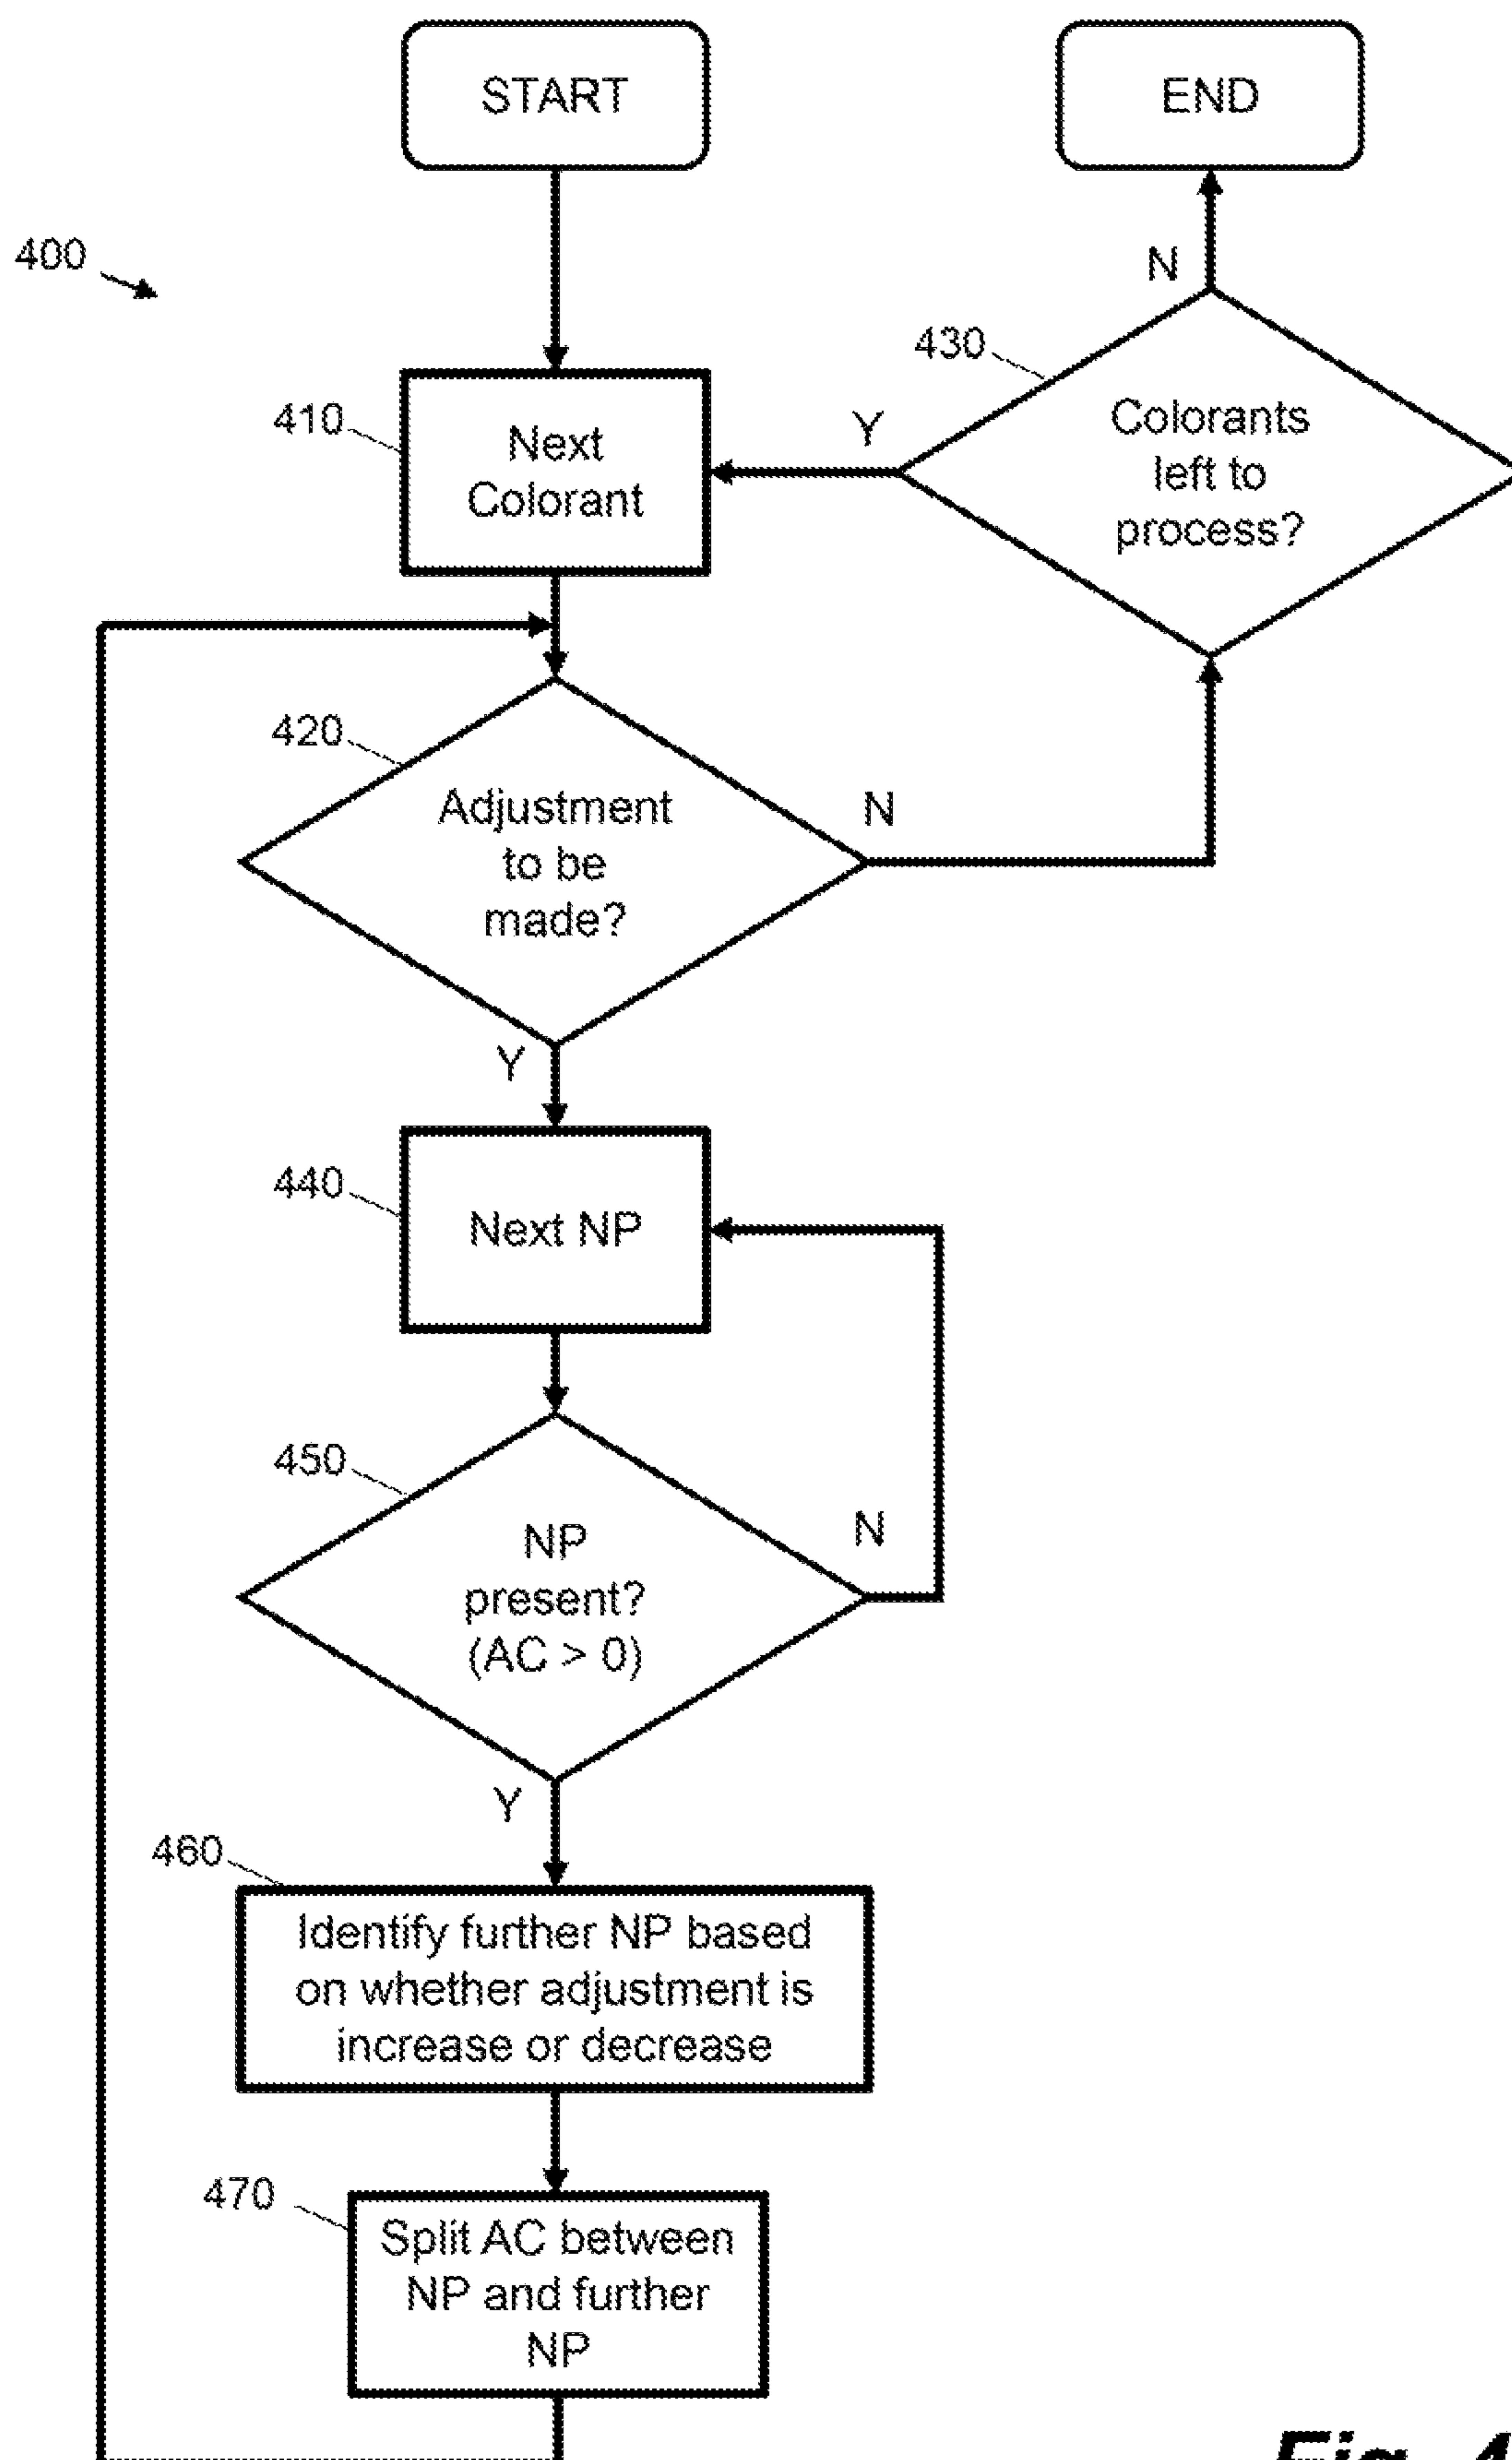 START
END
400
N
430
410
Next
Colorant
Y
Colorants
left to
process?
420
Adjustment
to be
made?
N
Y
440
Next NP
450
NP
present?
(AC > 0)
N
Y
460
Identify further NP based
on whether adjustment is
increase or decrease
470
Split AC between
NP and further
NP
Fig. 4